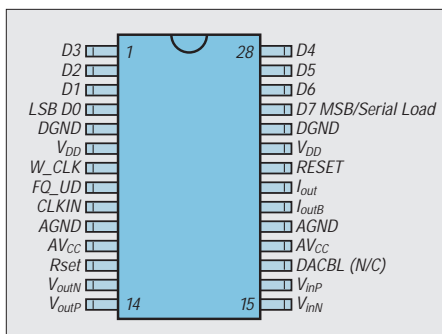 D3 1 28 D4
D2 D5
D1 D6
LSB D0 D7 MSB/Serial Load
DGND DGND
VDD VDD
W_CLK RESET
FQ_UD Iout
CLKIN IoutB
AGND AGND
AVCC AVCC
Rset DACBL (N/C)
VoutN VinP
VoutP 14 15 VinN